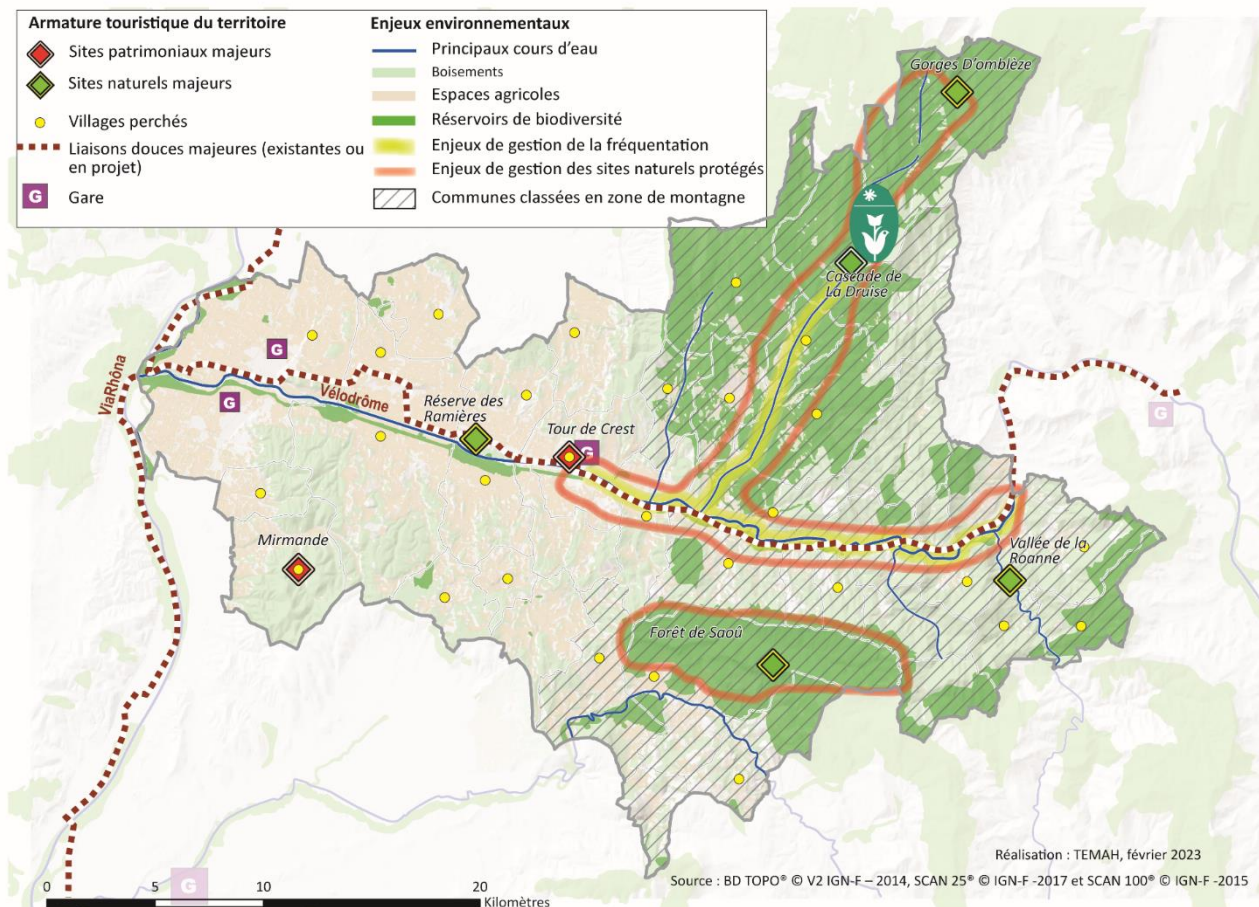 Armature touristique du territoire
Sites patrimoniaux majeurs
Sites naturels majeurs
Villages perchés
Liaisons douces majeures (existantes ou
en projet)
G
Gare
Enjeux environnementaux
Principaux cours d'eau
Boisements
Espaces agricoles
Réservoirs de biodiversité
Enjeux de gestion de la fréquentation
Enjeux de gestion des sites naturels protégés
Communes classées en zone de montagne
Gorges D'omblèze
Cascade de
La Druise
G
ViaRhôna
Vélodrôme
G
Réserve des
Ramières
Tour de Crest
G
G
Mirmande
Vallée de la
Roanne
Forêt de Saoû
G
Réalisation : TEMAH, février 2023
Source : BD TOPO® © V2 IGN-F – 2014, SCAN 25® © IGN-F -2017 et SCAN 100® © IGN-F -2015
0 5 10 20
Kilomètres